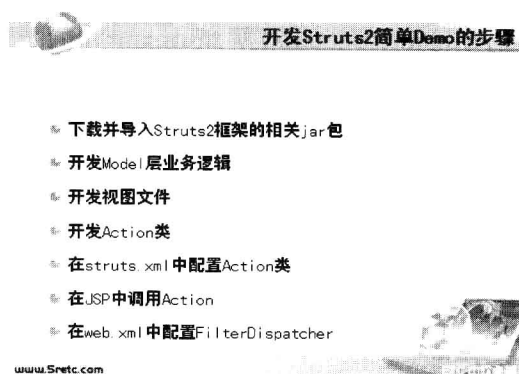 开发Struts2简单Demo的步骤
下载并导入Struts2框架的相关jar包
开发Model层业务逻辑
开发视图文件
开发Action类
在struts.xml中配置Action类
在JSP中调用Action
在web.xml中配置FilterDispatcher
www.5retc.com